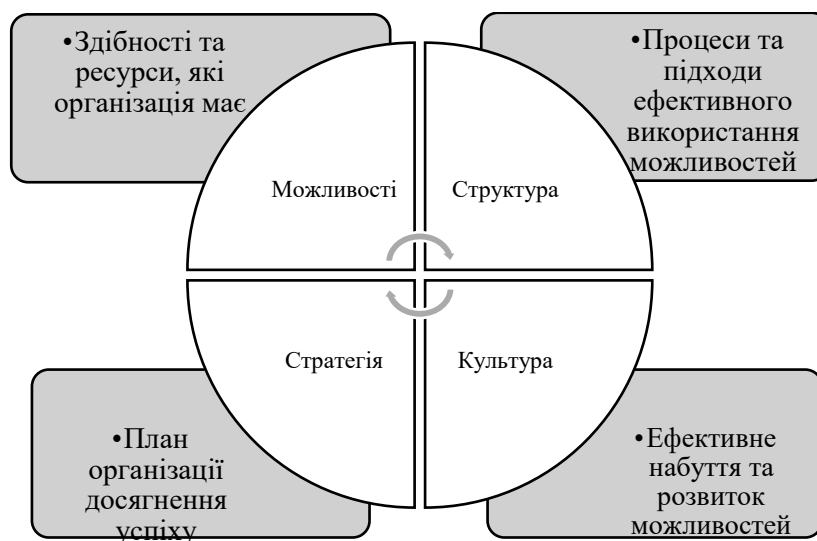 •Здібності та
ресурси, які
організація має
•Процеси та
підходи
ефективного
використання
можливостей
Можливості
Структура
Стратегія
Культура
•План
організації
досягнення
успіху
•Ефективне
набуття та
розвиток
можливостей